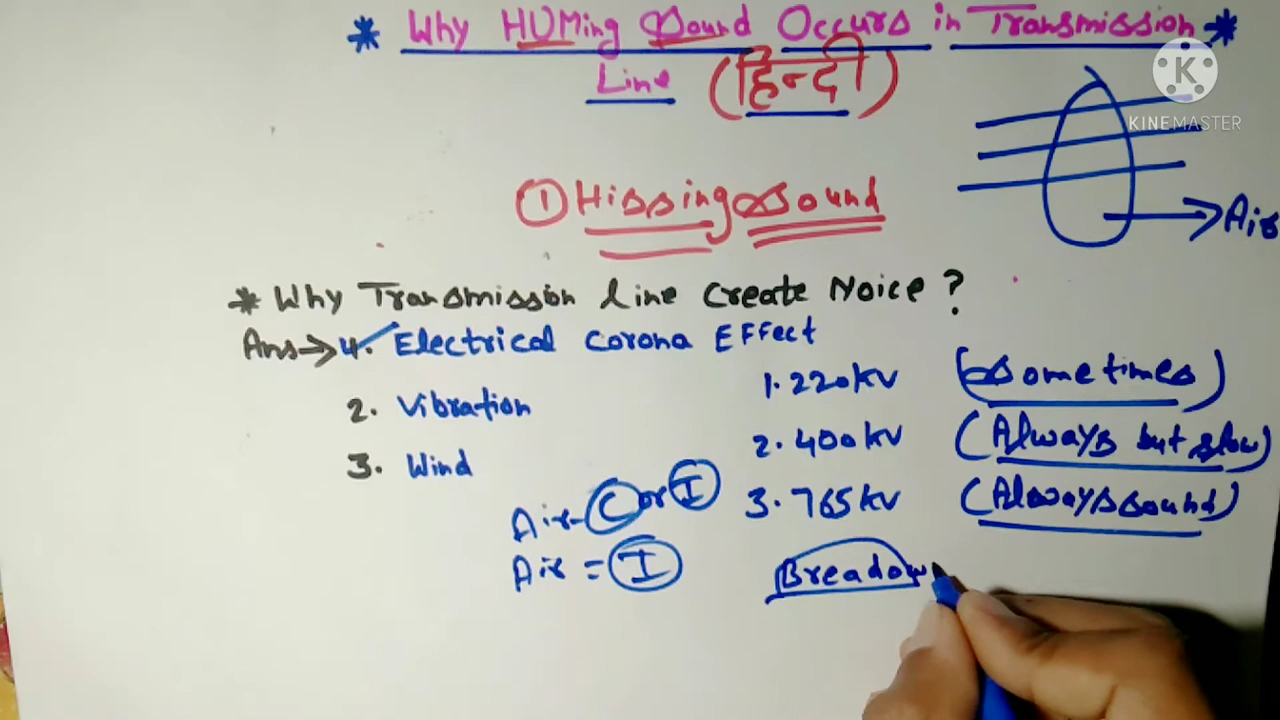 * Why HUMing Sound Occurs in Transmission *
Line (हिन्दी)
K
KINEMASTER
① Hissing Sound
Air
* Why Transmission Line Create Noice ?
Ans → 4. Electrical Corona Effect
1. 220KV (Sometimes)
2. Vibration
2. 400KV (Always but slow)
3. Wind
3. 765KV (Always sound)
Air - C or I
Air = I
Breadow